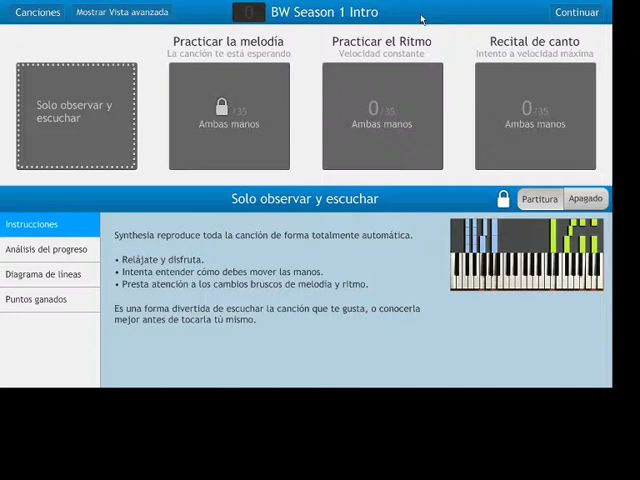 Canciones
Mostrar Vista avanzada
0
BW Season 1 Intro
Continuar
Practicar la melodía
La canción te está esperando
Practicar el Ritmo
Velocidad constante
Recital de canto
Intento a velocidad máxima
Solo observar y
escuchar
/35
Ambas manos
0/35
Ambas manos
0/35
Ambas manos
Solo observar y escuchar
Partitura
Apagado
Instrucciones
Análisis del progreso
Diagrama de líneas
Puntos ganados
Synthesia reproduce toda la canción de forma totalmente automática.
• Relájate y disfruta.
• Intenta entender cómo debes mover las manos.
• Presta atención a los cambios bruscos de melodía y ritmo.
Es una forma divertida de escuchar la canción que te gusta, o conocerla
mejor antes de tocarla tú mismo.